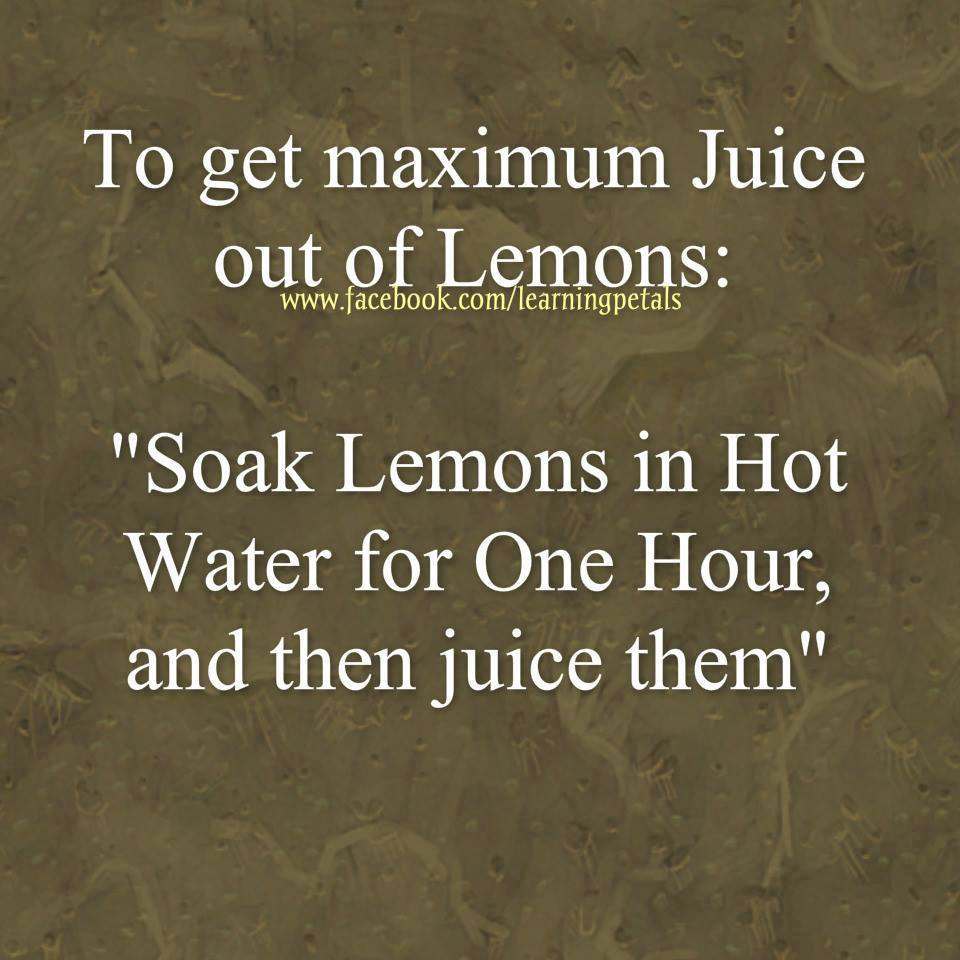 To get maximum Juice
out of Lemons:
www.facebook.com/learningpetals
"Soak Lemons in Hot
Water for One Hour,
and then juice them"